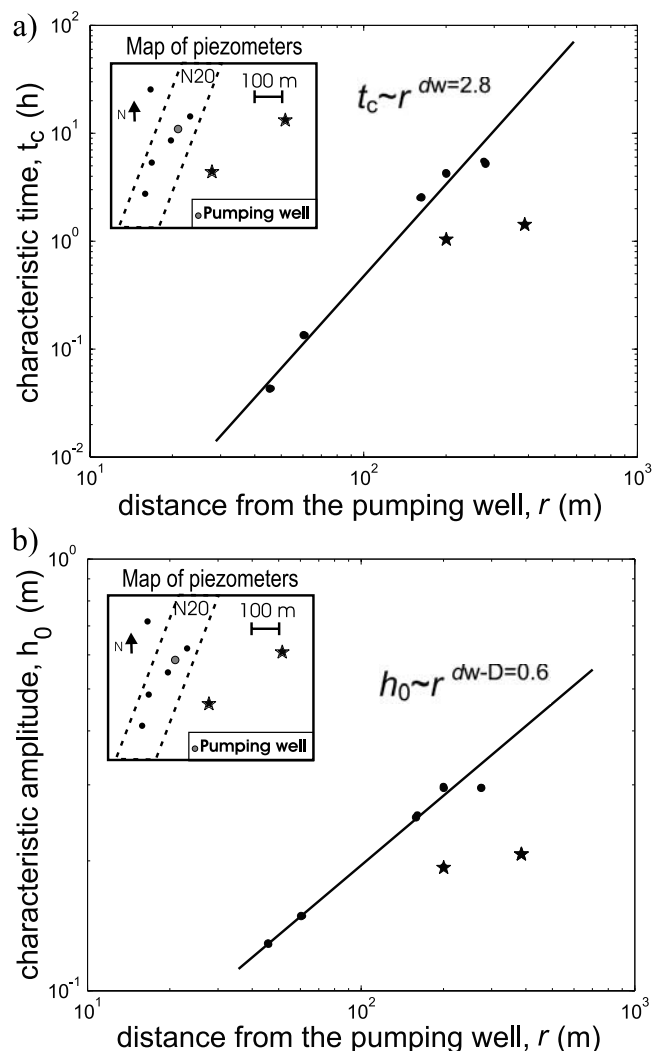 a)
Map of piezometers
N20
100 m
N
Pumping well
t_c~r^dw=2.8
characteristic time, t_c (h)
10^2
10^1
10^0
10^-1
10^-2
10^1
10^2
10^3
distance from the pumping well, r (m)
b)
Map of piezometers
N20
100 m
N
Pumping well
h_0~r^dw-D=0.6
characteristic amplitude, h_0 (m)
10^0
10^-1
10^1
10^2
10^3
distance from the pumping well, r (m)